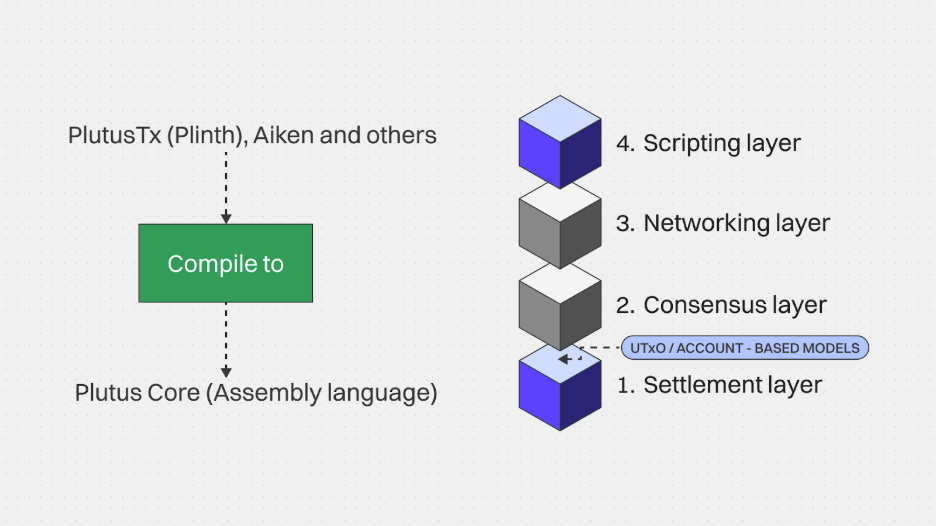 PlutusTx (Plinth), Aiken and others
Compile to
Plutus Core (Assembly language)
4. Scripting layer
3. Networking layer
2. Consensus layer
UTxO / ACCOUNT - BASED MODELS
1. Settlement layer